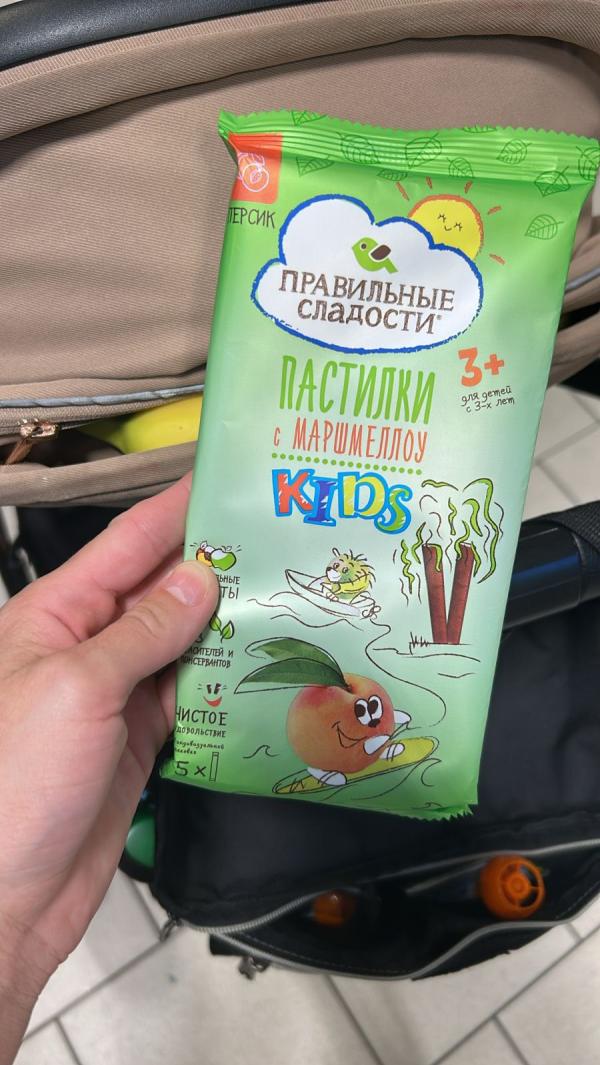 ПЕРСИК
ПРАВИЛЬНЫЕ
СЛАДОСТИ®
ПАСТИЛКИ
с МАРШМЕЛЛОУ
KIDS
3+
для детей
с 3-х лет
ЧИСТОЕ
5 х